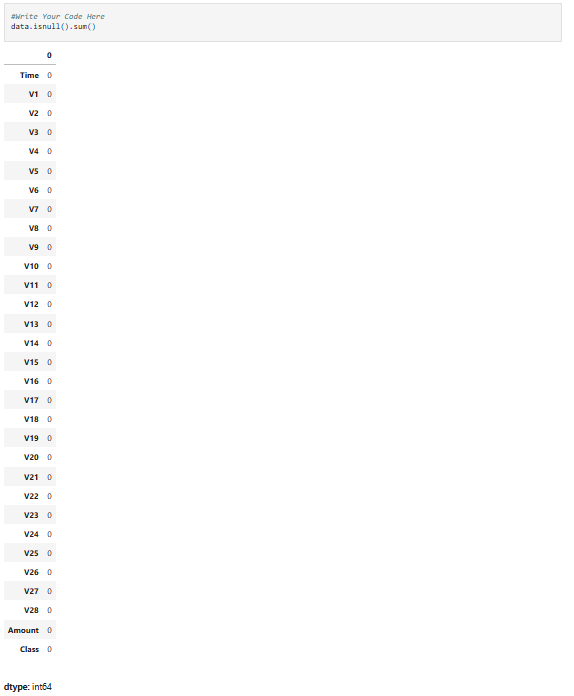 #Write Your Code Here
data.isnull().sum()
0
Time 0
V1 0
V2 0
V3 0
V4 0
V5 0
V6 0
V7 0
V8 0
V9 0
V10 0
V11 0
V12 0
V13 0
V14 0
V15 0
V16 0
V17 0
V18 0
V19 0
V20 0
V21 0
V22 0
V23 0
V24 0
V25 0
V26 0
V27 0
V28 0
Amount 0
Class 0
dtype: int64